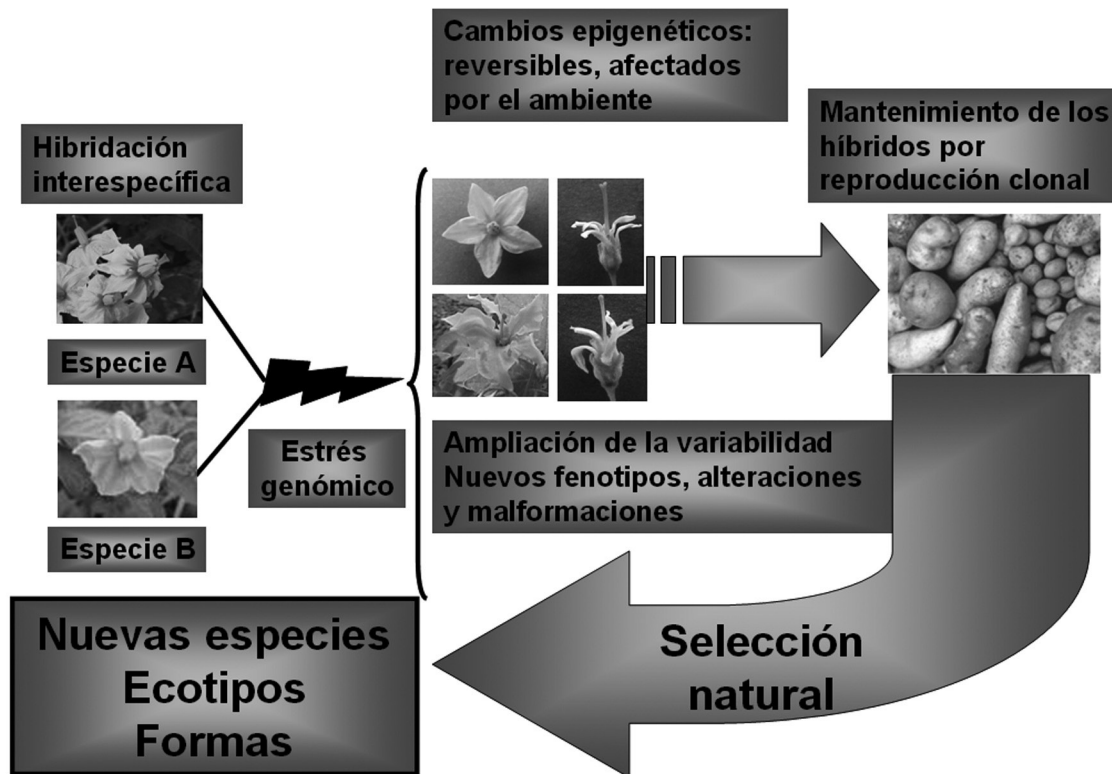 Cambios epigenéticos:
reversibles, afectados
por el ambiente
Mantenimiento de los
híbridos por
reproducción clonal
Hibridación
interespecífica
Especie A
Estrés
genómico
Especie B
Ampliación de la variabilidad
Nuevos fenotipos, alteraciones
y malformaciones
Selección
natural
Nuevas especies
Ecotipos
Formas